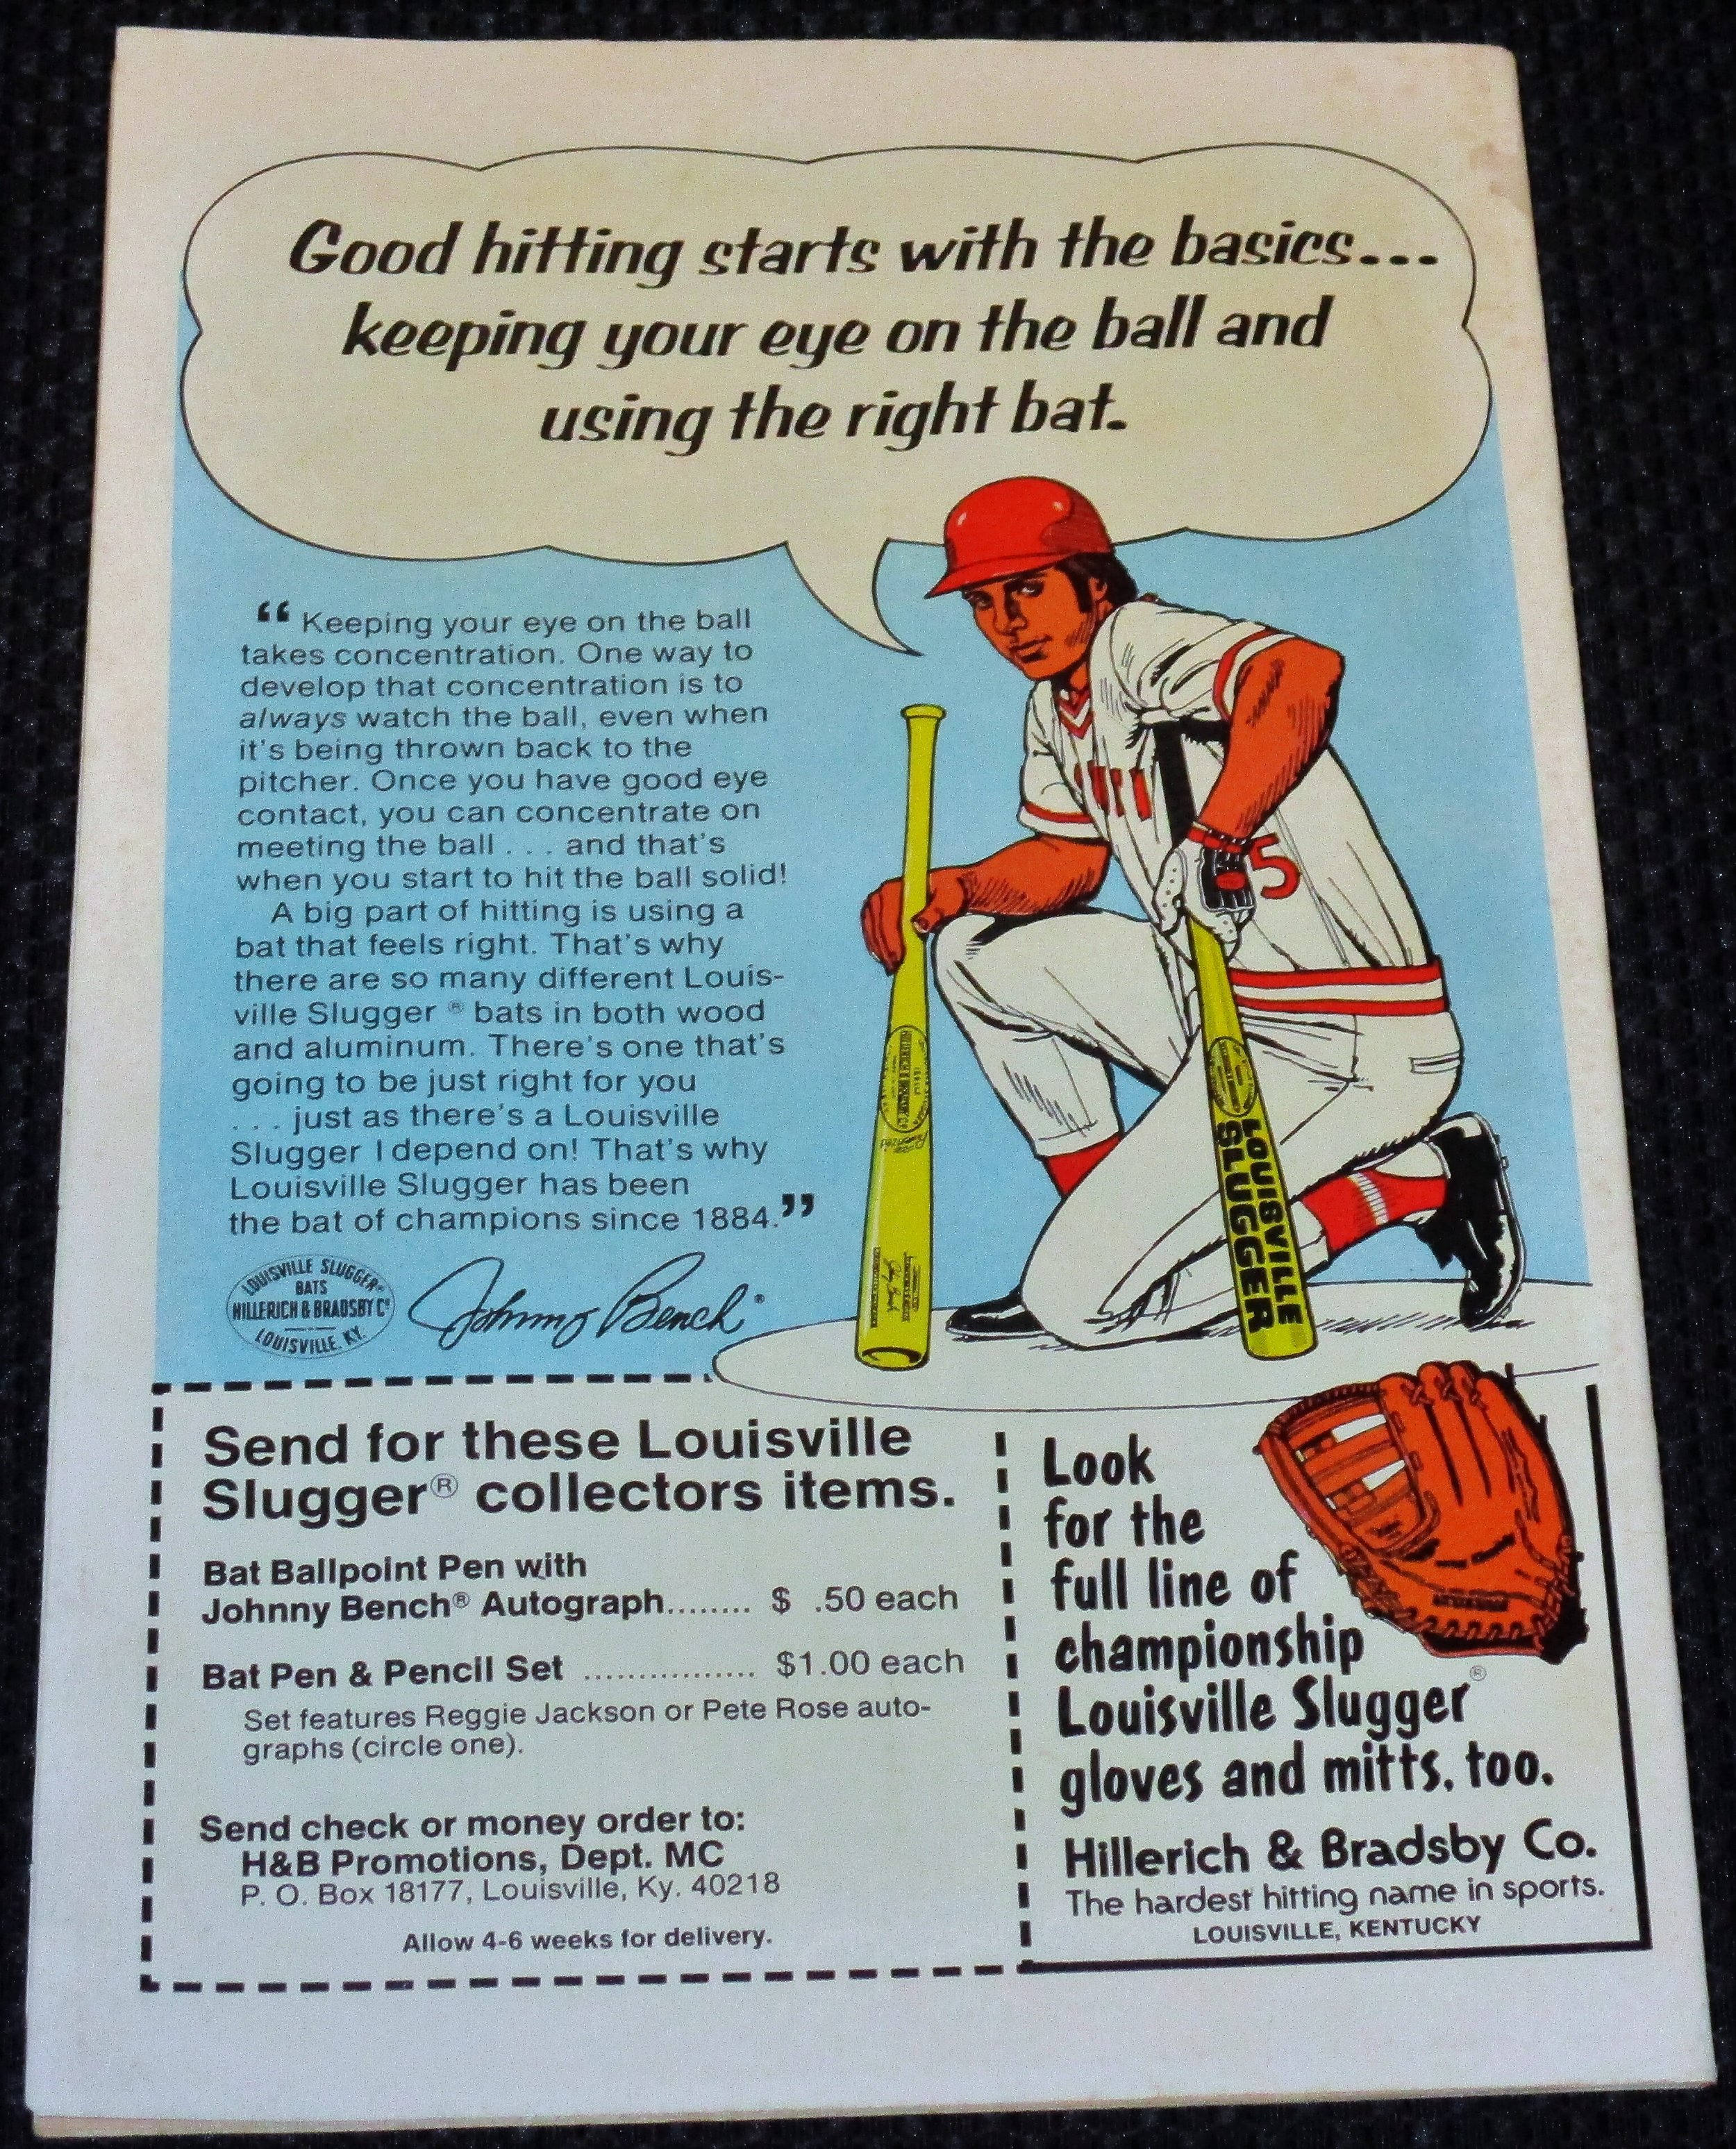 Good hitting starts with the basics...
keeping your eye on the ball and
using the right bat.
“ Keeping your eye on the ball
takes concentration. One way to
develop that concentration is to
always watch the ball, even when
it's being thrown back to the
pitcher. Once you have good eye
contact, you can concentrate on
meeting the ball . . . and that's
when you start to hit the ball solid!
A big part of hitting is using a
bat that feels right. That's why
there are so many different Louis-
ville Slugger ® bats in both wood
and aluminum. There's one that's
going to be just right for you
. . . just as there's a Louisville
Slugger I depend on! That's why
Louisville Slugger has been
the bat of champions since 1884.”
LOUISVILLE SLUGGER®
BATS
HILLERICH & BRADSBY Cº
LOUISVILLE, KY.
Johnny Bench®
5
LOUISVILLE
SLUGGER
Send for these Louisville
Slugger® collectors items.
Bat Ballpoint Pen with
Johnny Bench® Autograph........ $ .50 each
Bat Pen & Pencil Set ................ $1.00 each
Set features Reggie Jackson or Pete Rose auto-
graphs (circle one).
Send check or money order to:
H&B Promotions, Dept. MC
P. O. Box 18177, Louisville, Ky. 40218
Allow 4-6 weeks for delivery.
Look
for the
full line of
championship
Louisville Slugger®
gloves and mitts, too.
Hillerich & Bradsby Co.
The hardest hitting name in sports.
LOUISVILLE, KENTUCKY